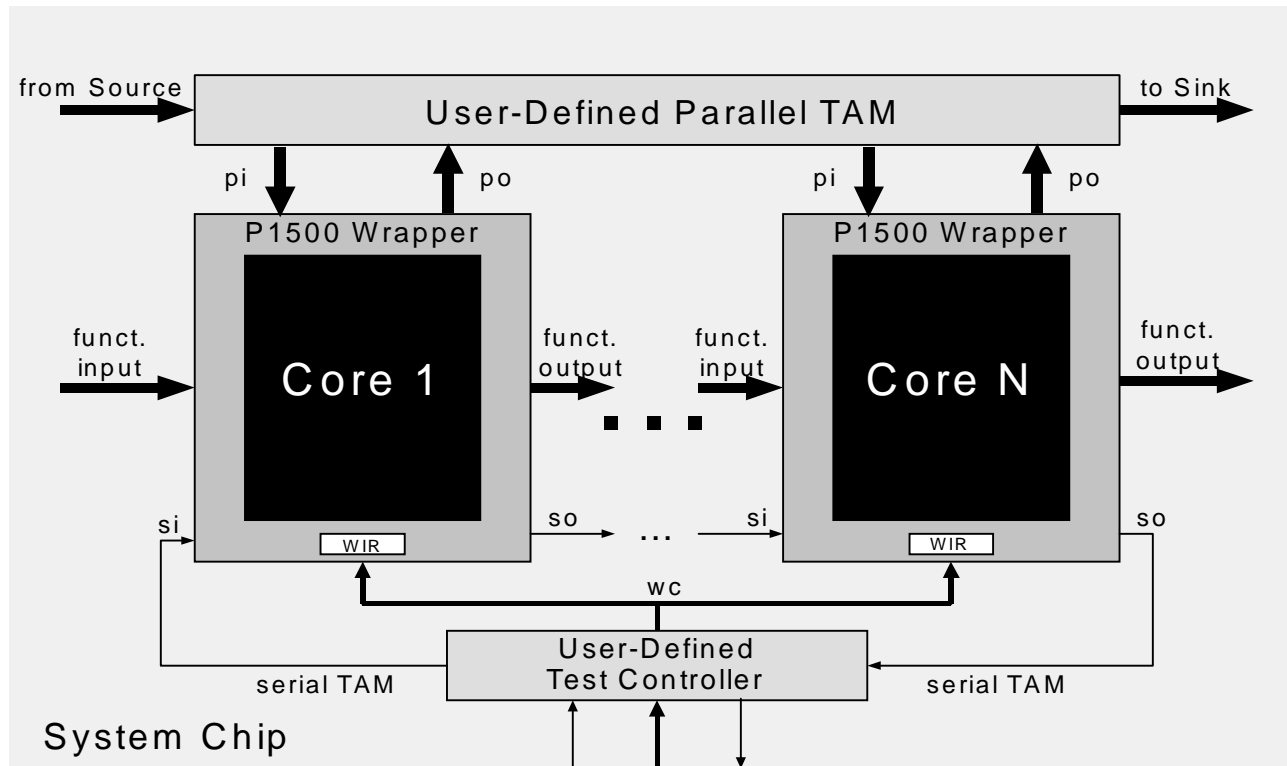 from Source
to Sink
User-Defined Parallel TAM
pi
po
pi
po
P1500 Wrapper
P1500 Wrapper
funct.
input
Core 1
funct.
output
funct.
input
Core N
funct.
output
si
so
...
si
so
WIR
WIR
wc
User-Defined
Test Controller
serial TAM
serial TAM
System Chip